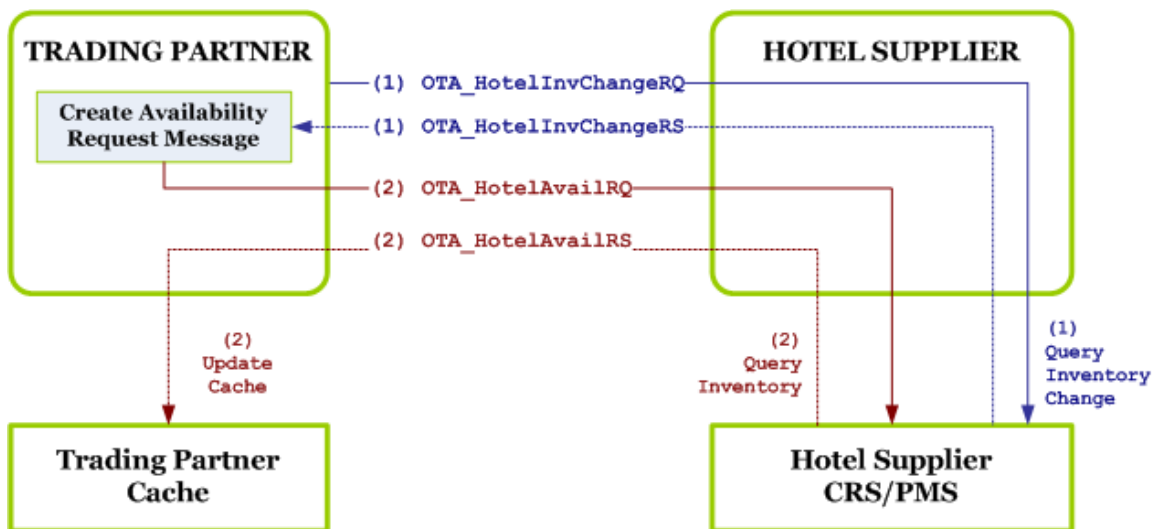 TRADING PARTNER
HOTEL SUPPLIER
(1) OTA_HotelInvChangeRQ
Create Availability
Request Message
(1) OTA_HotelInvChangeRS
(2) OTA_HotelAvailRQ
(2) OTA_HotelAvailRS
(2)
Update
Cache
(2)
Query
Inventory
(1)
Query
Inventory
Change
Trading Partner
Cache
Hotel Supplier
CRS/PMS